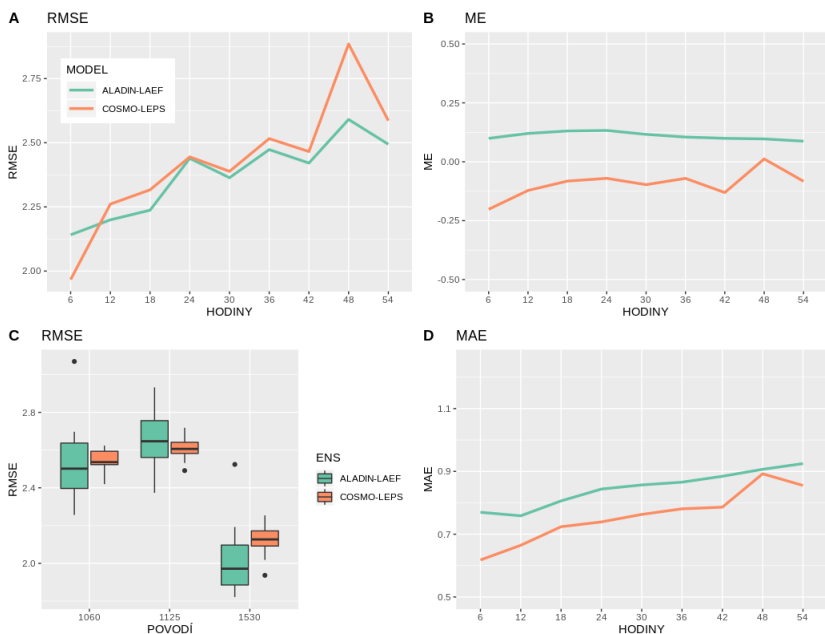 A RMSE
2.75
2.50
2.25
2.00
RMSE
MODEL
ALADIN-LAEF
COSMO-LEPS
6 12 18 24 30 36 42 48 54
HODINY
B ME
0.50
0.25
0.00
-0.25
-0.50
ME
6 12 18 24 30 36 42 48 54
HODINY
C RMSE
2.8
2.4
2.0
RMSE
1060 1125 1530
POVODÍ
ENS
ALADIN-LAEF
COSMO-LEPS
D MAE
1.1
0.9
0.7
0.5
MAE
6 12 18 24 30 36 42 48 54
HODINY